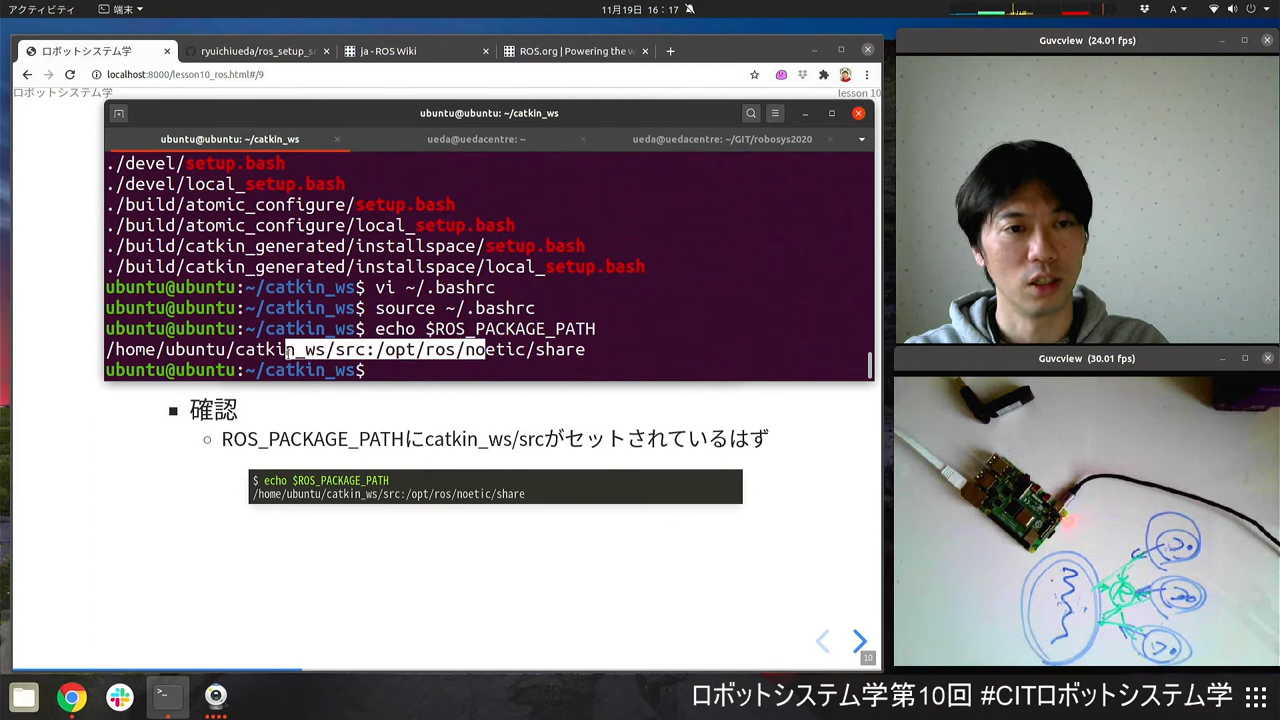 アクティビティ
端末
11月19日 16:17
A
ロボットシステム学
ryuichiueda/ros_setup_sc
ja - ROS Wiki
ROS.org | Powering the w
localhost:8000/lesson10_ros.html#/9
ロボットシステム学
lesson 10
ubuntu@ubuntu: ~/catkin_ws
ubuntu@ubuntu: ~/catkin_ws
ueda@uedacentre: ~
ueda@uedacentre: ~/GIT/robosys2020
./devel/setup.bash
./devel/local_setup.bash
./build/atomic_configure/setup.bash
./build/atomic_configure/local_setup.bash
./build/catkin_generated/installspace/setup.bash
./build/catkin_generated/installspace/local_setup.bash
ubuntu@ubuntu:~/catkin_ws$ vi ~/.bashrc
ubuntu@ubuntu:~/catkin_ws$ source ~/.bashrc
ubuntu@ubuntu:~/catkin_ws$ echo $ROS_PACKAGE_PATH
/home/ubuntu/catkin_ws/src:/opt/ros/noetic/share
ubuntu@ubuntu:~/catkin_ws$
確認
ROS_PACKAGE_PATHにcatkin_ws/srcがセットされているはず
$ echo $ROS_PACKAGE_PATH
/home/ubuntu/catkin_ws/src:/opt/ros/noetic/share
10
Guvcview (24.01 fps)
Guvcview (30.01 fps)
ロボットシステム学第10回 #CITロボットシステム学